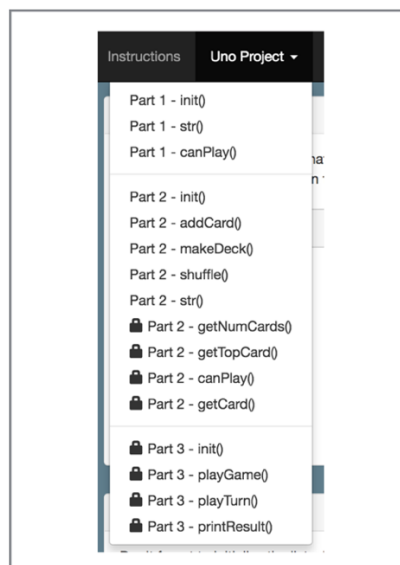 Instructions Uno Project
Part 1 - init()
Part 1 - str()
Part 1 - canPlay()
Part 2 - init()
Part 2 - addCard()
Part 2 - makeDeck()
Part 2 - shuffle()
Part 2 - str()
Part 2 - getNumCards()
Part 2 - getTopCard()
Part 2 - canPlay()
Part 2 - getCard()
Part 3 - init()
Part 3 - playGame()
Part 3 - playTurn()
Part 3 - printResult()